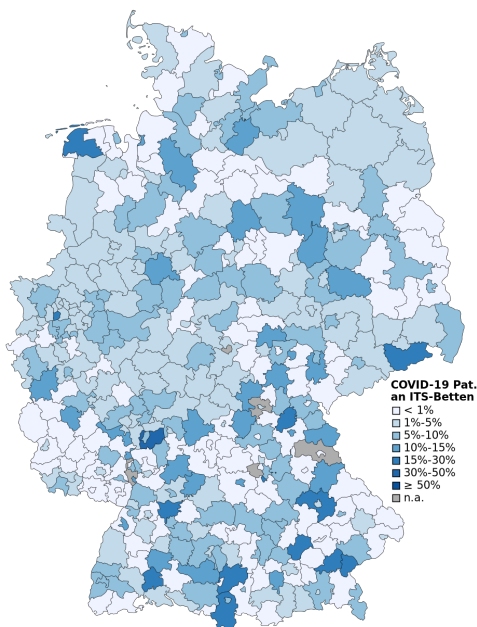 COVID-19 Pat.
an ITS-Betten
< 1%
1%-5%
5%-10%
10%-15%
15%-30%
30%-50%
≥ 50%
n.a.